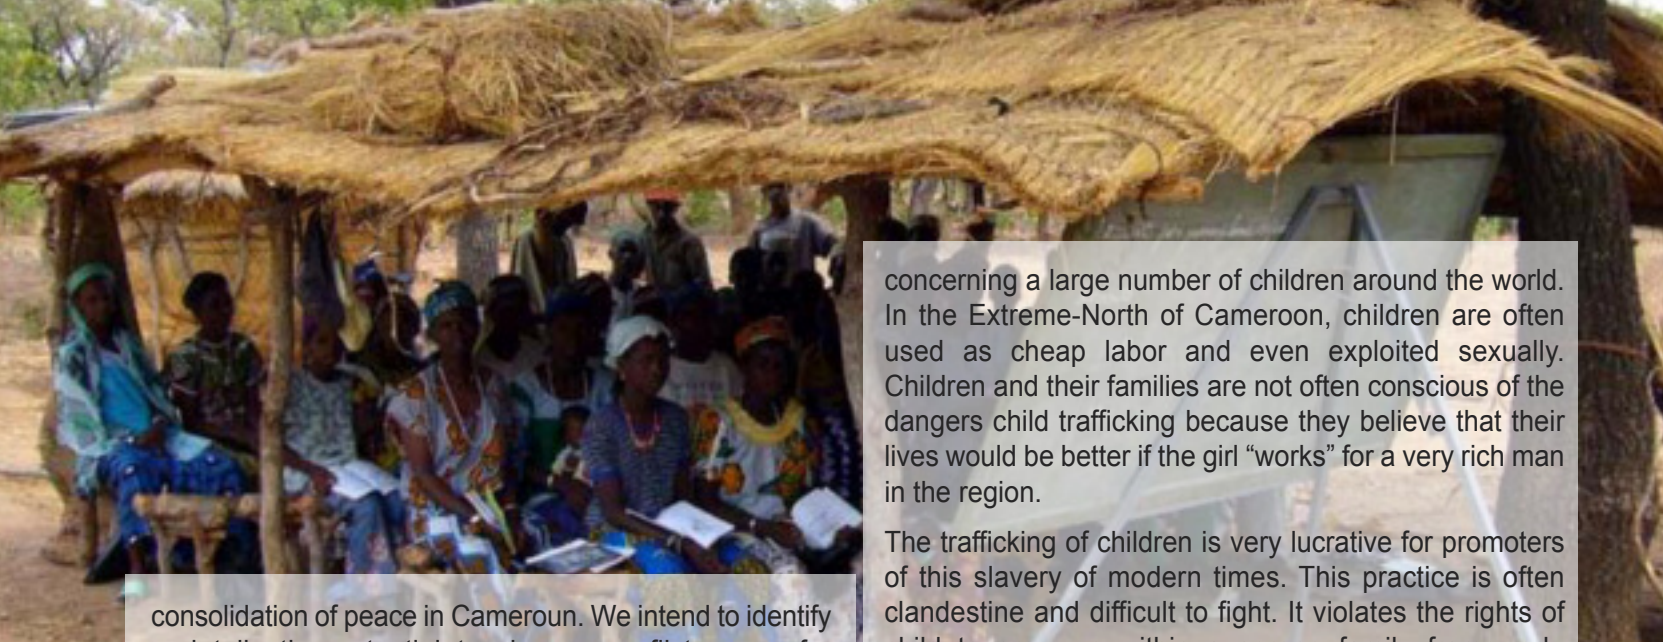 consolidation of peace in Cameroun. We intend to identify
concerning a large number of children around the world.
In the Extreme-North of Cameroon, children are often
used as cheap labor and even exploited sexually.
Children and their families are not often conscious of the
dangers child trafficking because they believe that their
lives would be better if the girl “works” for a very rich man
in the region.
The trafficking of children is very lucrative for promoters
of this slavery of modern times. This practice is often
clandestine and difficult to fight. It violates the rights of